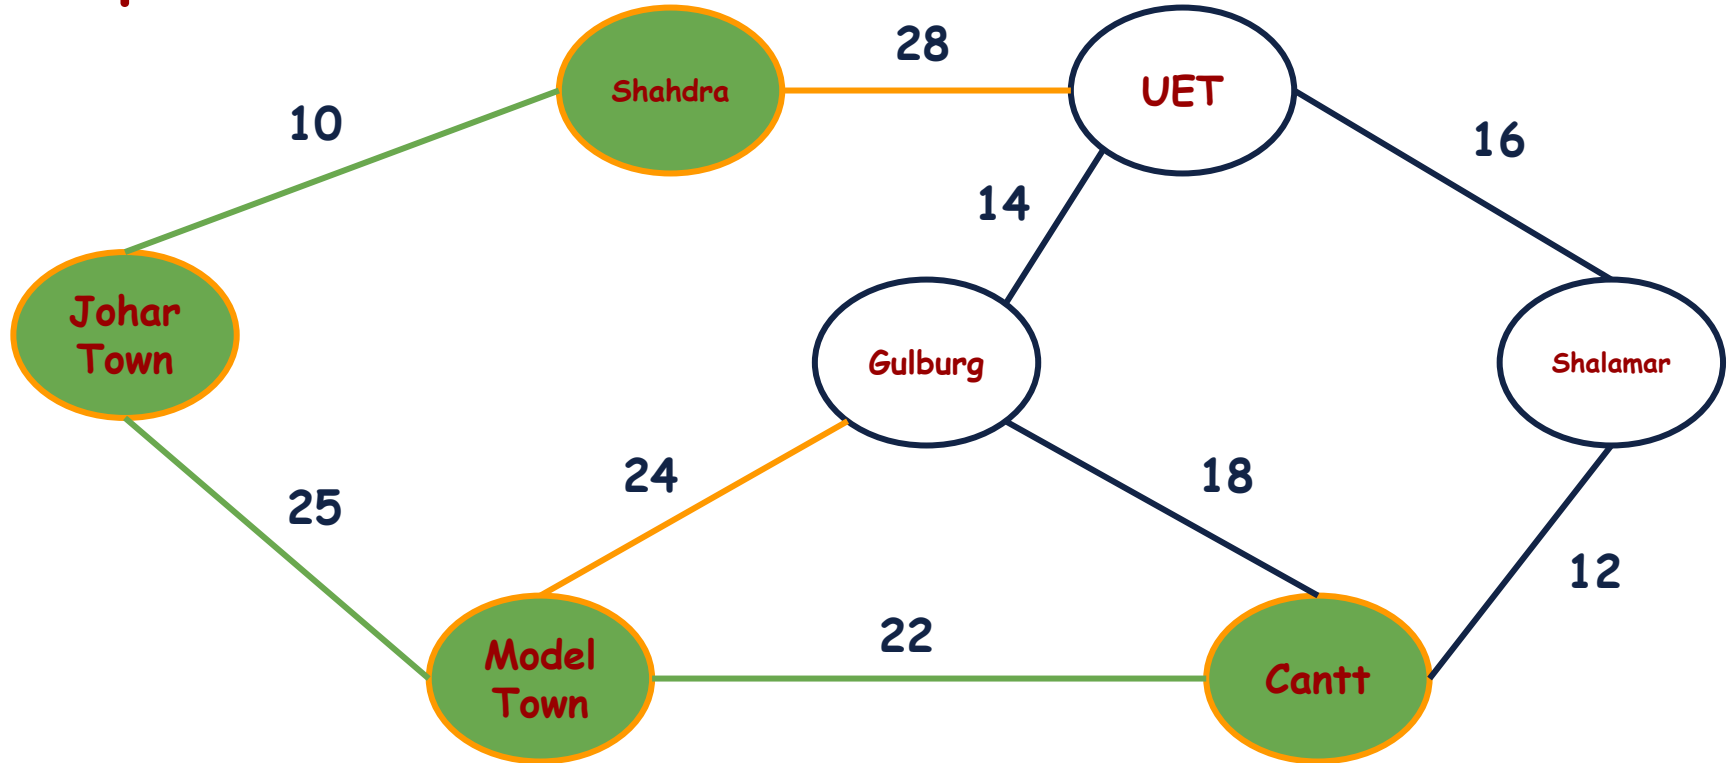 28
Shahdra
UET
10
16
14
Johar
Town
Gulburg
Shalamar
24
18
25
12
22
Model
Town
Cantt